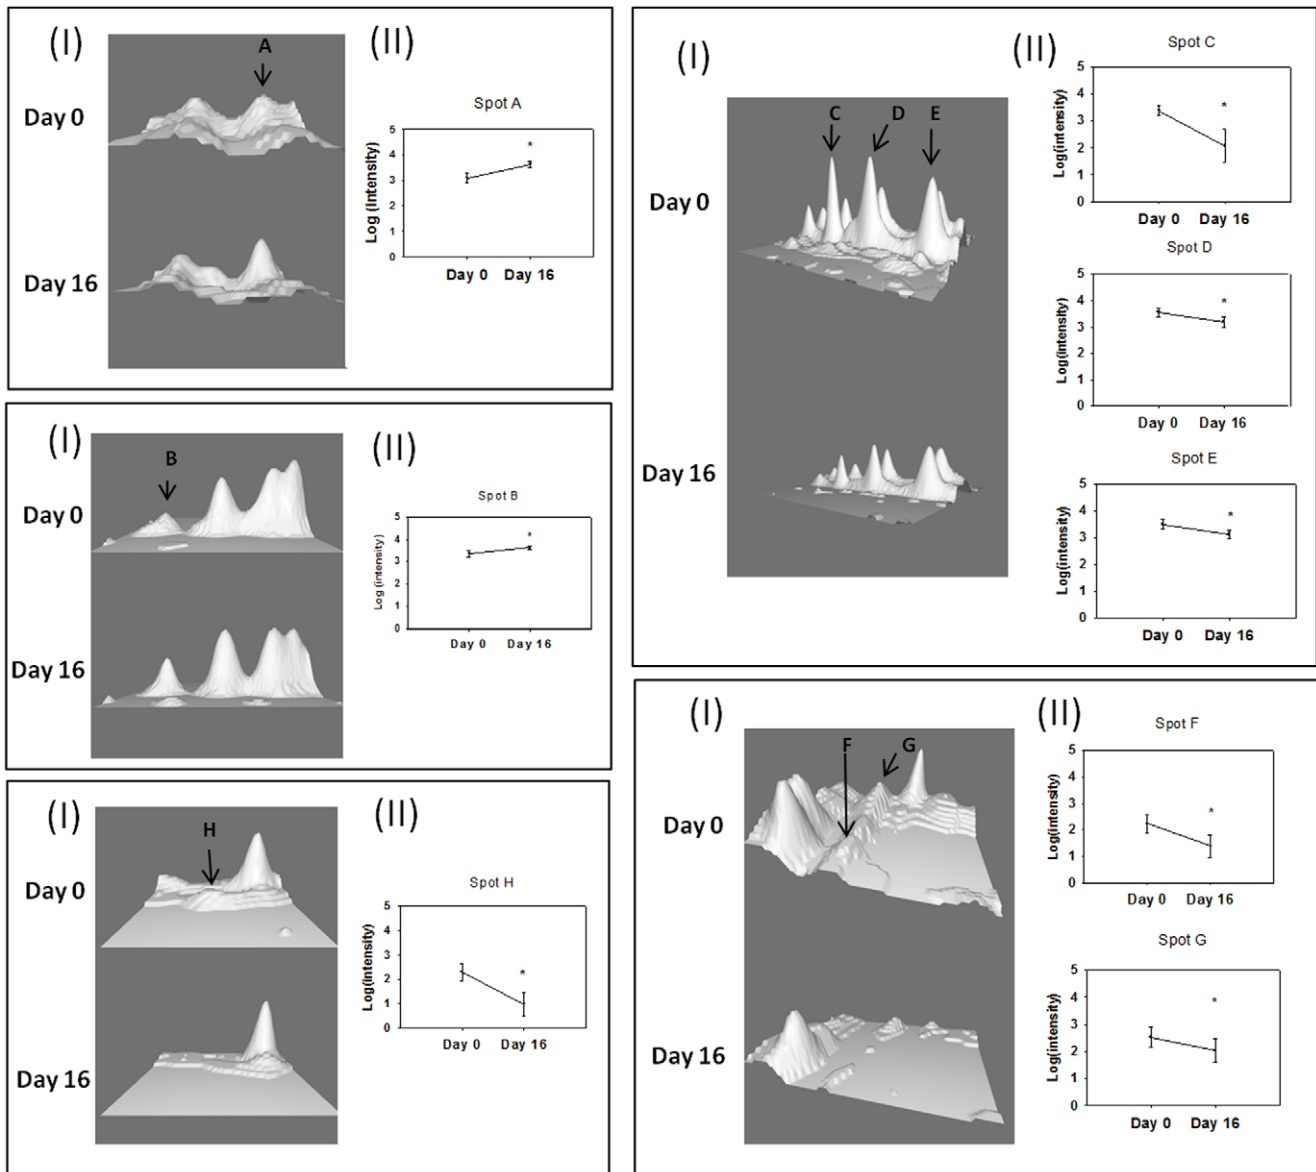 (I)
(II)
A
Day 0
Day 16
Spot A
Log (intensity)
5
4
3
2
1
0
*
Day 0 Day 16
(I)
(II)
B
Day 0
Day 16
Spot B
Log (intensity)
5
4
3
2
1
0
*
Day 0 Day 16
(I)
(II)
H
Day 0
Day 16
Spot H
Log(intensity)
5
4
3
2
1
0
*
Day 0 Day 16
(I)
(II)
C D E
Day 0
Day 16
Spot C
Log(intensity)
5
4
3
2
1
0
*
Day 0 Day 16
Spot D
Log(intensity)
5
4
3
2
1
0
*
Day 0 Day 16
Spot E
Log(intensity)
5
4
3
2
1
0
*
Day 0 Day 16
(I)
(II)
F G
Day 0
Day 16
Spot F
Log(intensity)
5
4
3
2
1
0
*
Day 0 Day 16
Spot G
Log(intensity)
5
4
3
2
1
0
*
Day 0 Day 16